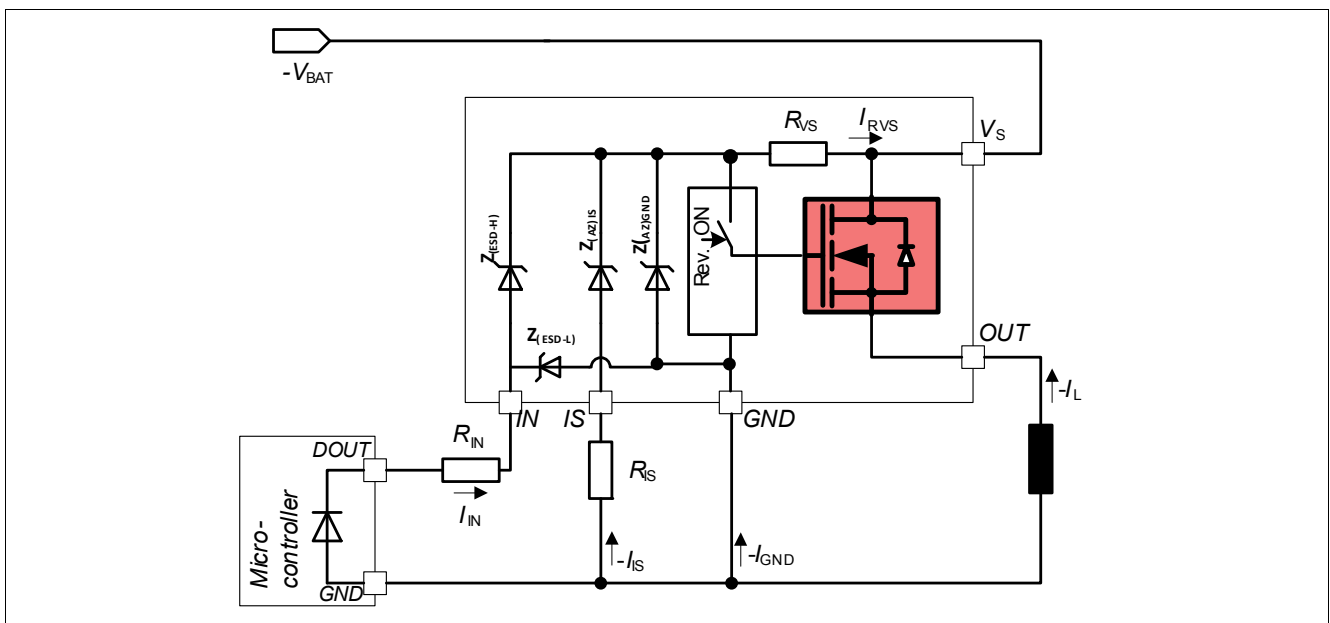 -VBAT
RVS
IRVS
VS
Z(ESD-H)
Z(AZ)IS
Z(AZ)GND
Rev. ON
Z(ESD-L)
OUT
-IL
IN
IS
GND
DOUT
RIN
IIN
RIS
-IIS
-IGND
Micro-
controller
GND